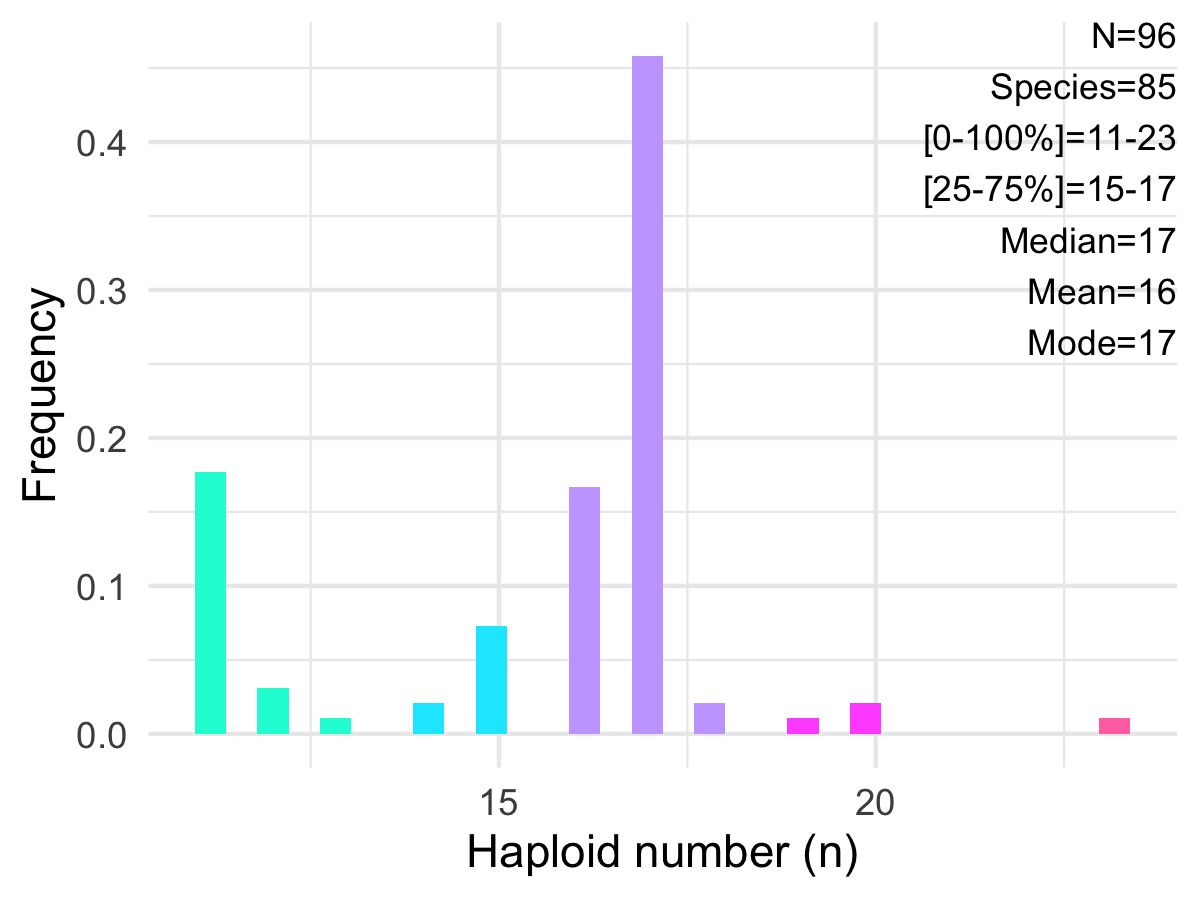 N=96
Species=85
[0-100%]=11-23
[25-75%]=15-17
Median=17
Mean=16
Mode=17
Frequency
0.4
0.3
0.2
0.1
0.0
15
20
Haploid number (n)